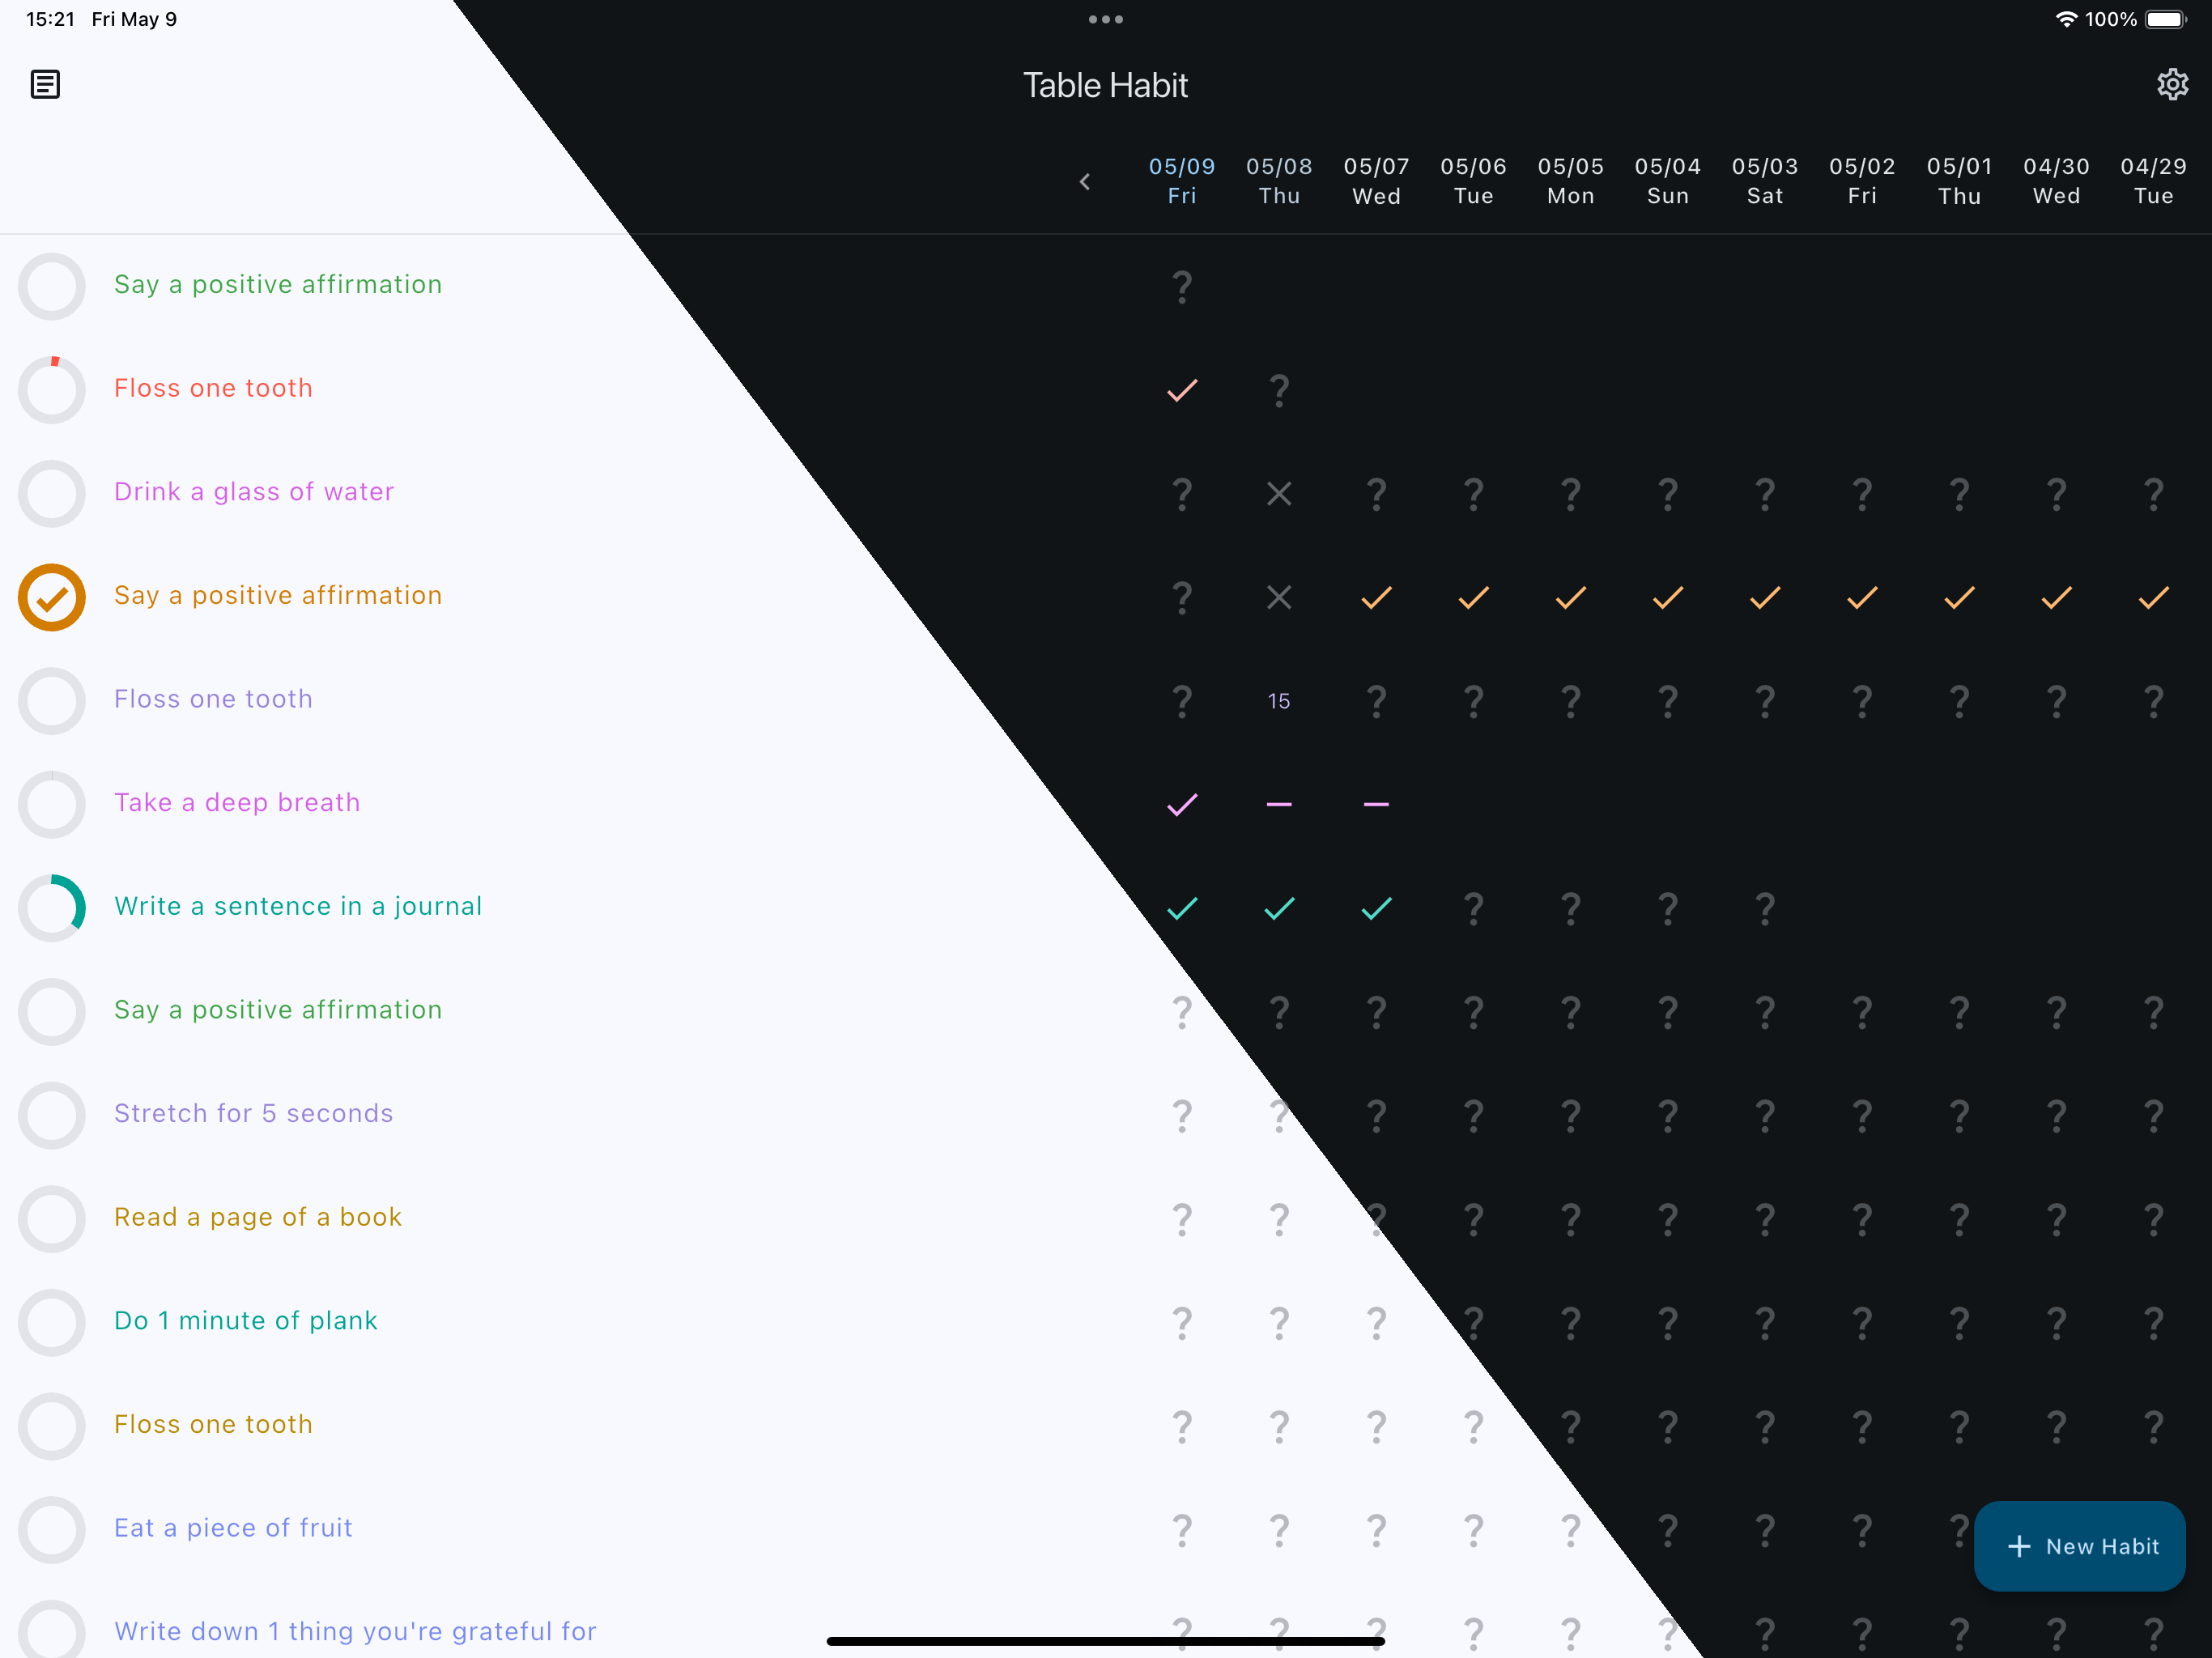 15:21 Fri May 9
100%
Table Habit
05/09 05/08 05/07 05/06 05/05 05/04 05/03 05/02 05/01 04/30 04/29
Fri Thu Wed Tue Mon Sun Sat Fri Thu Wed Tue
Say a positive affirmation ?
Floss one tooth ?
Drink a glass of water ? ? ? ? ? ? ? ? ? ?
Say a positive affirmation ?
Floss one tooth ? 15 ? ? ? ? ? ? ? ? ?
Take a deep breath
Write a sentence in a journal ? ? ? ?
Say a positive affirmation ? ? ? ? ? ? ? ? ? ? ?
Stretch for 5 seconds ? ? ? ? ? ? ? ? ? ? ?
Read a page of a book ? ? ? ? ? ? ? ? ? ? ?
Do 1 minute of plank ? ? ? ? ? ? ? ? ? ? ?
Floss one tooth ? ? ? ? ? ? ? ? ? ? ?
Eat a piece of fruit ? ? ? ? ? ? ? ? ?
+ New Habit
Write down 1 thing you're grateful for ? ? ? ? ? ? ? ? ? ? ?